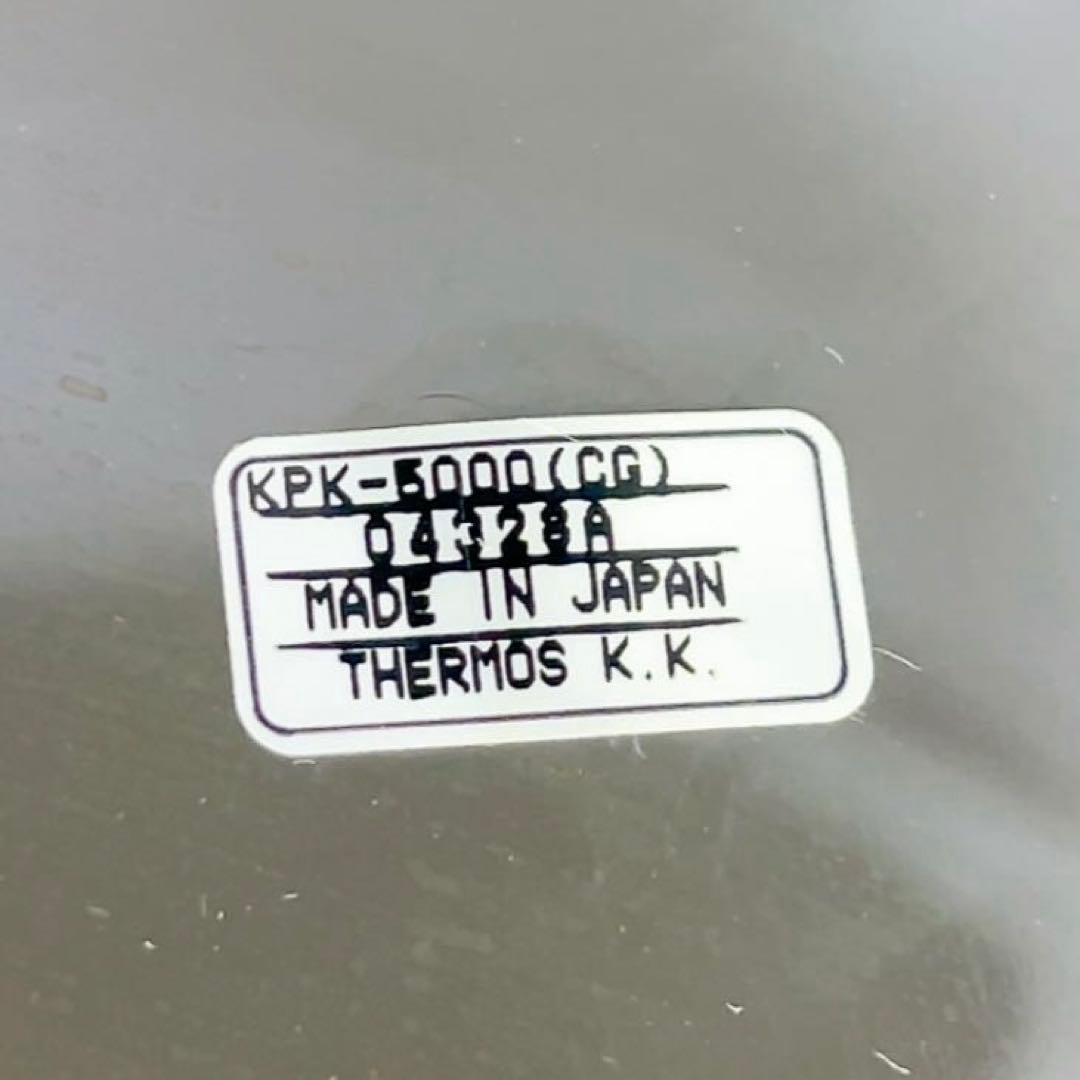 KPK-5000(CG)
MADE IN JAPAN
THERMOS K.K.